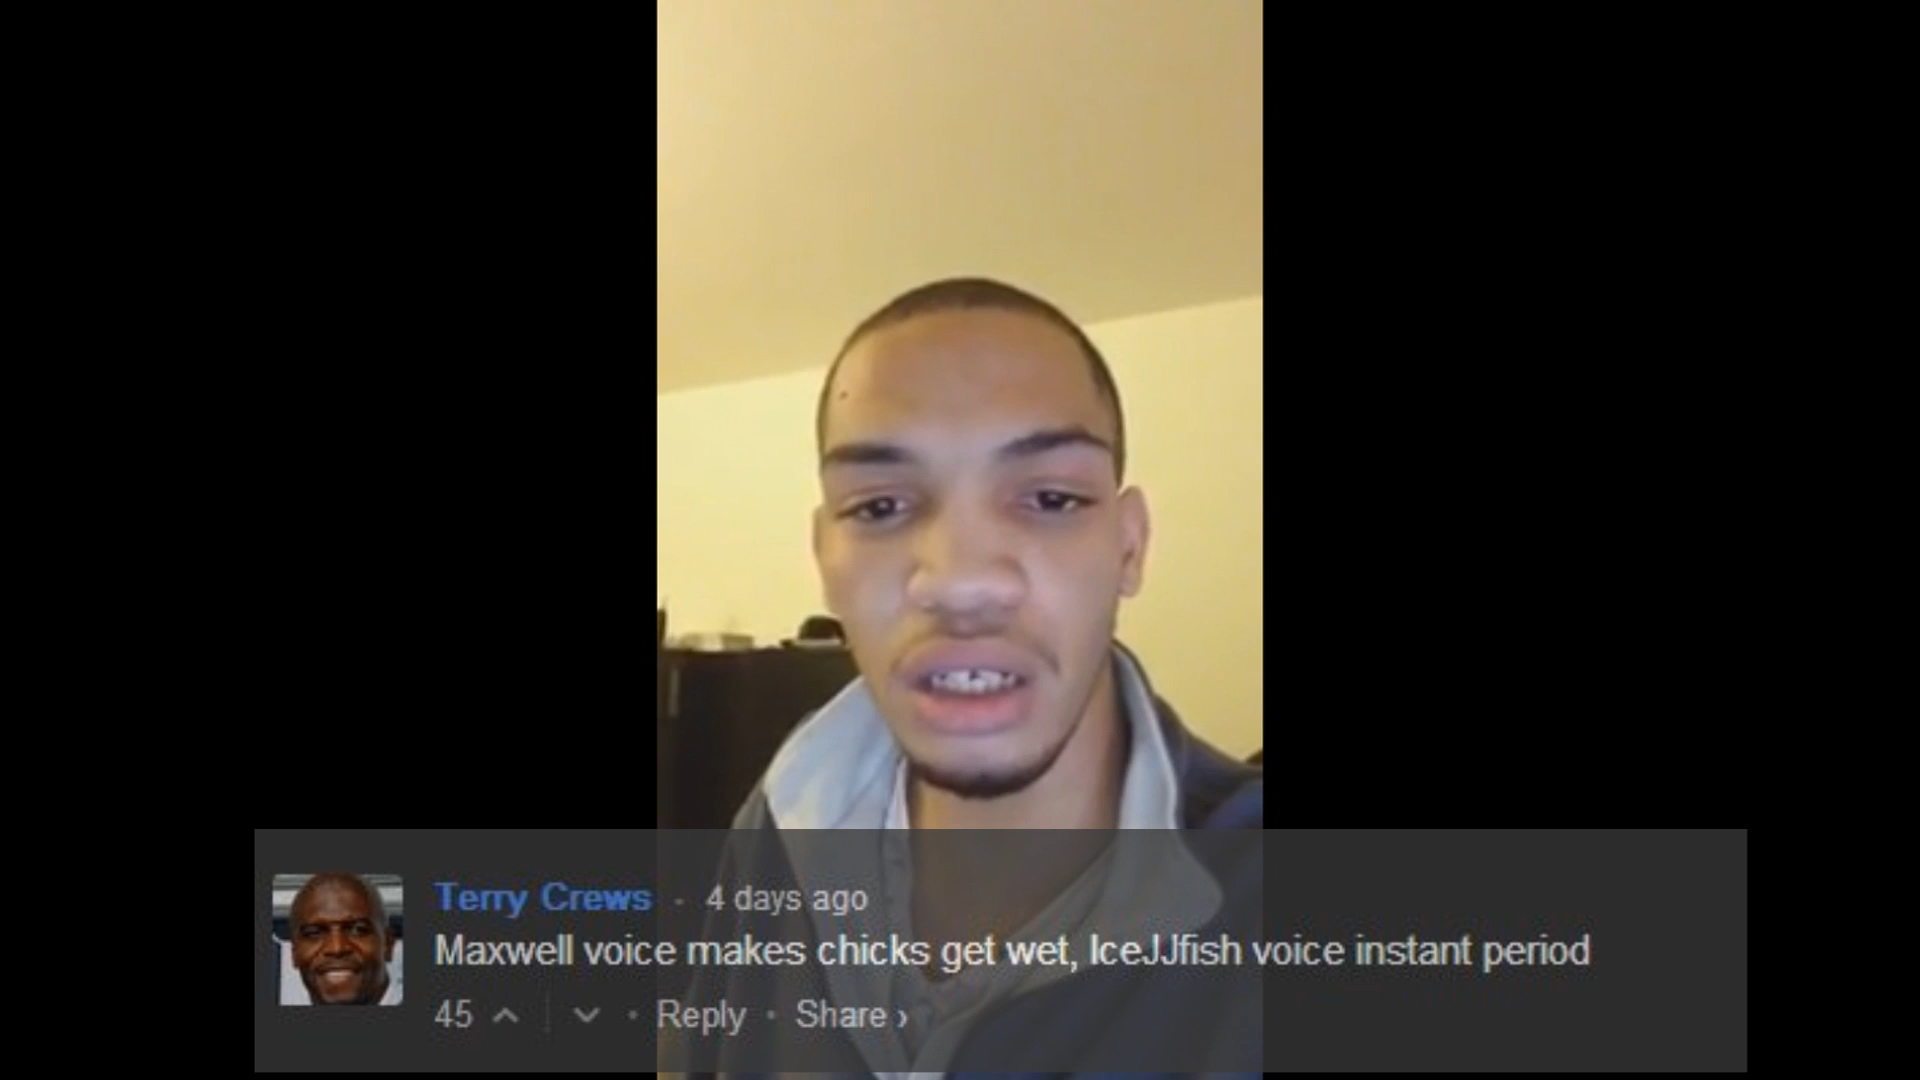 Terry Crews · 4 days ago
Maxwell voice makes chicks get wet, IceJJfish voice instant period
45 · Reply · Share ›